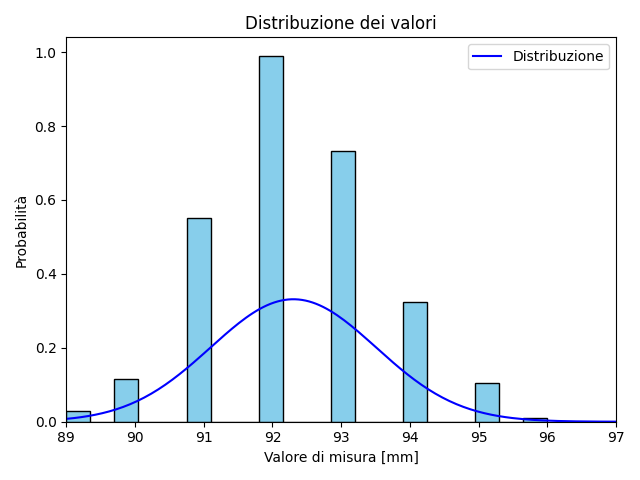 Distribuzione dei valori
Distribuzione
Probabilità
1.0
0.8
0.6
0.4
0.2
0.0
89 90 91 92 93 94 95 96 97
Valore di misura [mm]